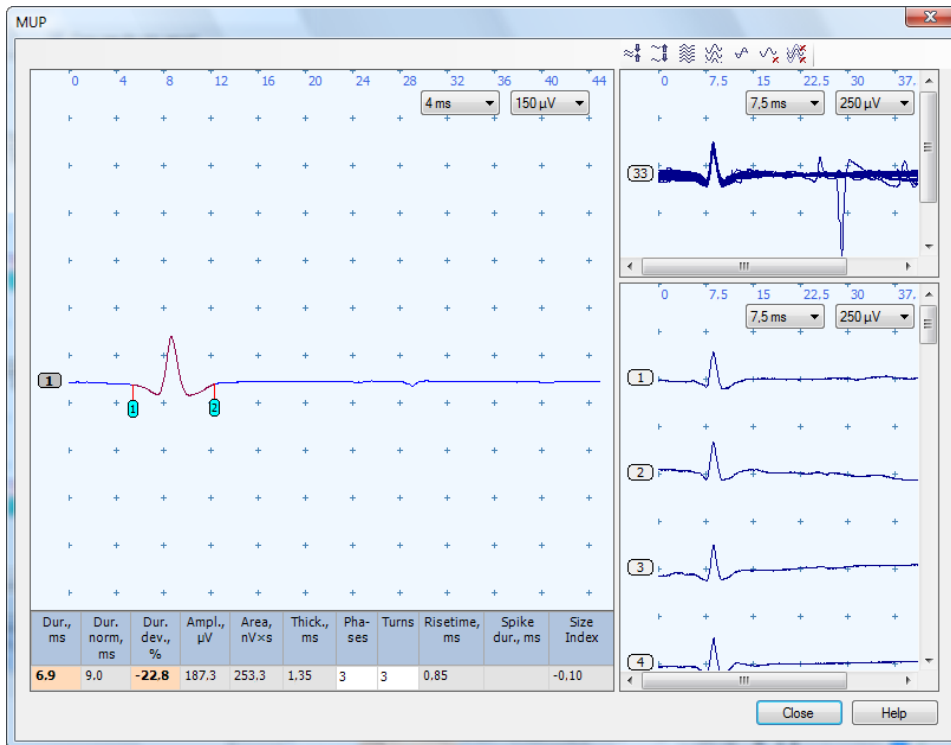 MUP
0 4 8 12 16 20 24 28 32 36 40 44
4 ms 150 µV
1
1 2
0 7.5 15 22.5 30 37.
7,5 ms 250 µV
33
0 7.5 15 22.5 30 37.
7,5 ms 250 µV
1
2
3
4
Dur., ms Dur. norm, ms Dur. dev., % Ampl., µV Area, nV×s Thick., ms Pha-ses Turns Risetime, ms Spike dur., ms Size Index
6.9 9.0 -22.8 187,3 253,3 1,35 3 3 0,85 -0,10
Close Help